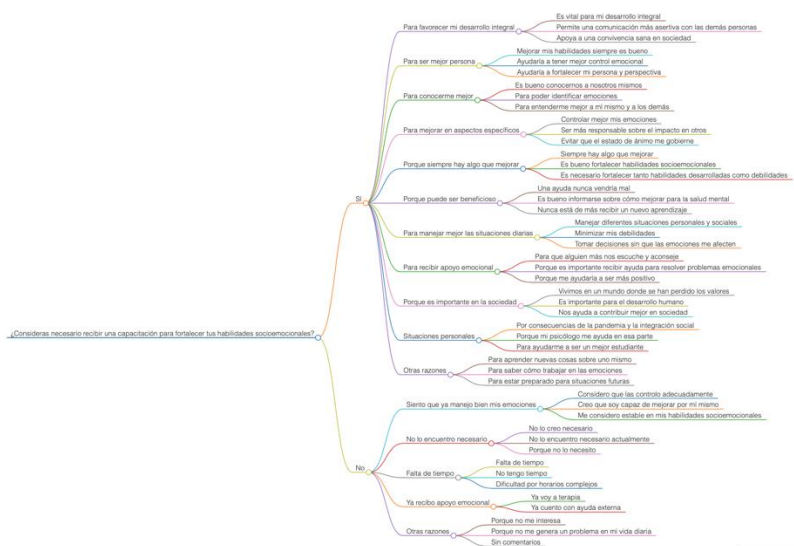 ¿Consideras necesario recibir una capacitación para fortalecer tus habilidades socioemocionales?
SI
Para favorecer mi desarrollo integral
Es vital para mi desarrollo integral
Permite una comunicación más asertiva con las demás personas
Apoya a una convivencia sana en sociedad
Para ser mejor persona
Mejorar mis habilidades siempre es bueno
Ayudaría a tener mejor control emocional
Ayudaría a fortalecer mi persona y perspectiva
Para conocerme mejor
Es bueno conocernos a nosotros mismos
Para poder identificar emociones
Para entenderme mejor a mí mismo y a los demás
Para mejorar en aspectos específicos
Controlar mejor mis emociones
Ser más responsable sobre el impacto en otros
Evitar que el estado de ánimo me gobierne
Porque siempre hay algo que mejorar
Siempre hay algo que mejorar
Es bueno fortalecer habilidades socioemocionales
Es necesario fortalecer tanto habilidades desarrolladas como debilidades
Porque puede ser beneficioso
Una ayuda nunca vendría mal
Es bueno informarse sobre cómo mejorar para la salud mental
Nunca está de más recibir un nuevo aprendizaje
Para manejar mejor las situaciones diarias
Manejar diferentes situaciones personales y sociales
Minimizar mis debilidades
Tomar decisiones sin que las emociones me afecten
Para recibir apoyo emocional
Para que alguien más nos escuche y aconseje
Porque es importante recibir ayuda para resolver problemas emocionales
Porque me ayudaría a ser más positivo
Porque es importante en la sociedad
Vivimos en un mundo donde se han perdido los valores
Es importante para el desarrollo humano
Nos ayuda a contribuir mejor en sociedad
Situaciones personales
Por consecuencias de la pandemia y la integración social
Porque mi psicólogo me ayuda en esa parte
Para ayudarme a ser un mejor estudiante
Otras razones
Para aprender nuevas cosas sobre uno mismo
Para saber cómo trabajar en las emociones
Para estar preparado para situaciones futuras
No
Siento que ya manejo bien mis emociones
Considero que las controlo adecuadamente
Creo que soy capaz de mejorar por mí mismo
Me considero estable en mis habilidades socioemocionales
No lo encuentro necesario
No lo creo necesario
No lo encuentro necesario actualmente
Porque no lo necesito
Falta de tiempo
Falta de tiempo
No tengo tiempo
Dificultad por horarios complejos
Ya recibo apoyo emocional
Ya voy a terapia
Ya cuento con ayuda externa
Otras razones
Porque no me interesa
Porque no me genera un problema en mi vida diaria
Sin comentarios